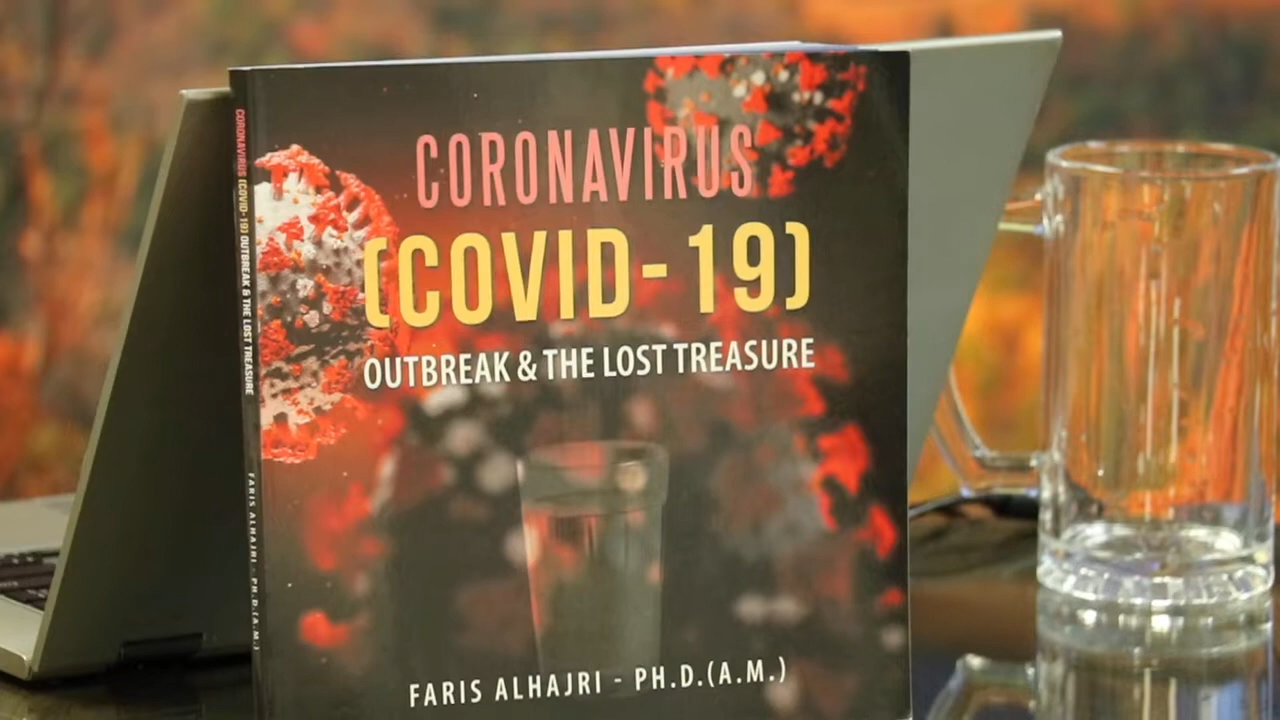 CORONAVIRUS
(COVID-19)
OUTBREAK & THE LOST TREASURE
FARIS ALHAJRI - PH.D.(A.M.)
CORONAVIRUS (COVID-19) OUTBREAK & THE LOST TREASURE
FARIS ALHAJRI - PH.D.(A.M.)